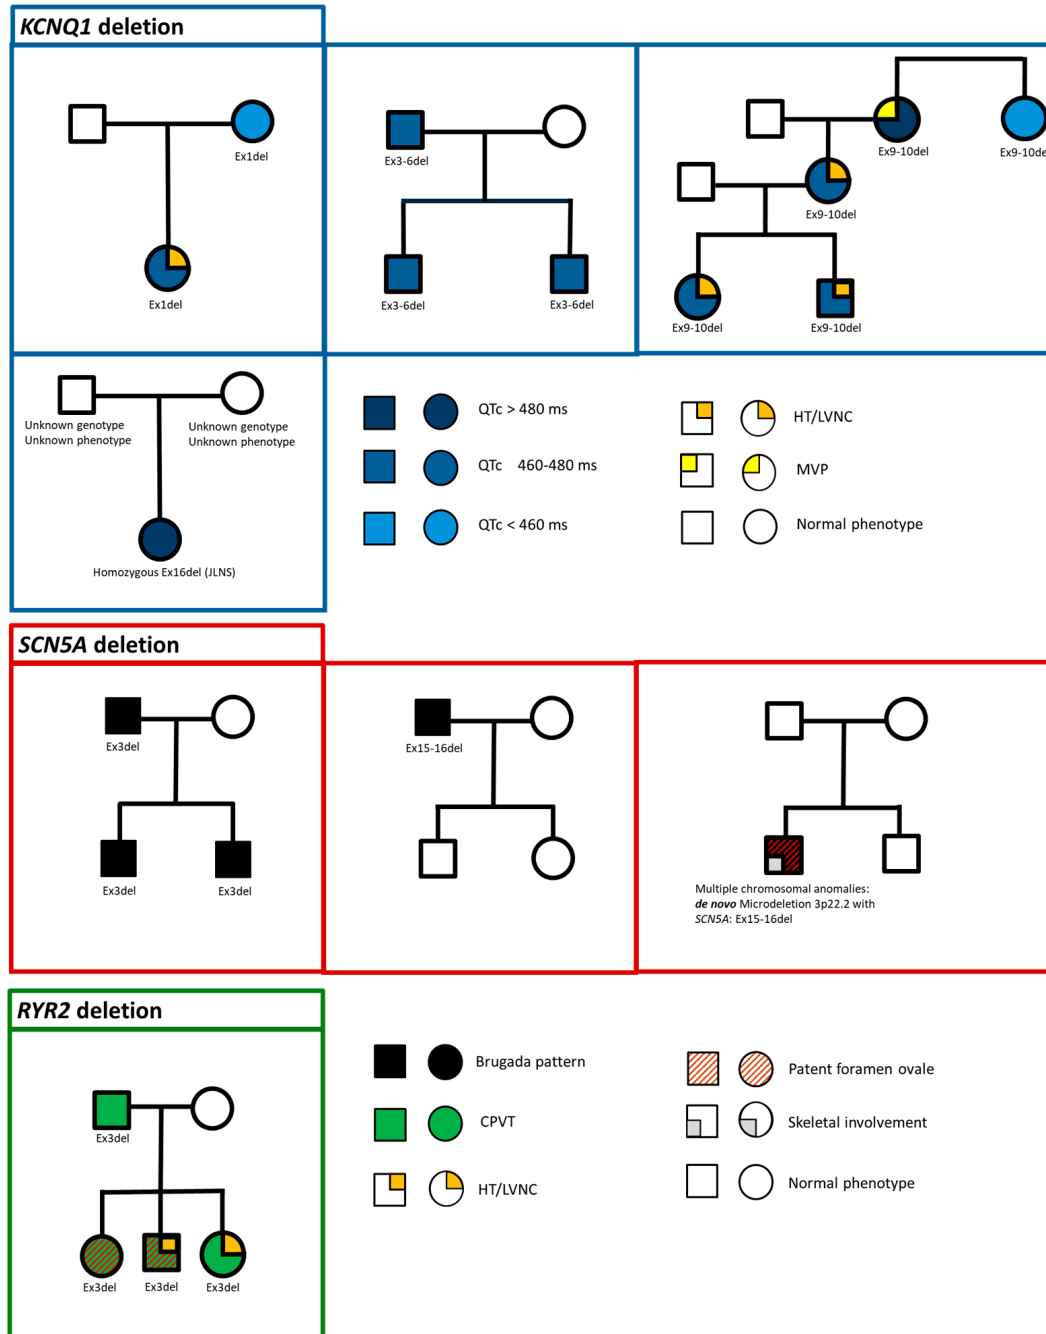 KCNQ1 deletion
Ex1del
Ex1del
Ex3-6del
Ex3-6del
Ex3-6del
Ex9-10del
Ex9-10del
Ex9-10del
Ex9-10del
Ex9-10del
Unknown genotype
Unknown phenotype
Unknown genotype
Unknown phenotype
Homozygous Ex16del (JLNS)
QTc > 480 ms
QTc 460-480 ms
QTc < 460 ms
HT/LVNC
MVP
Normal phenotype
SCN5A deletion
Ex3del
Ex3del
Ex3del
Ex15-16del
Multiple chromosomal anomalies:
de novo Microdeletion 3p22.2 with
SCN5A: Ex15-16del
RYR2 deletion
Ex3del
Ex3del
Ex3del
Ex3del
Brugada pattern
CPVT
HT/LVNC
Patent foramen ovale
Skeletal involvement
Normal phenotype